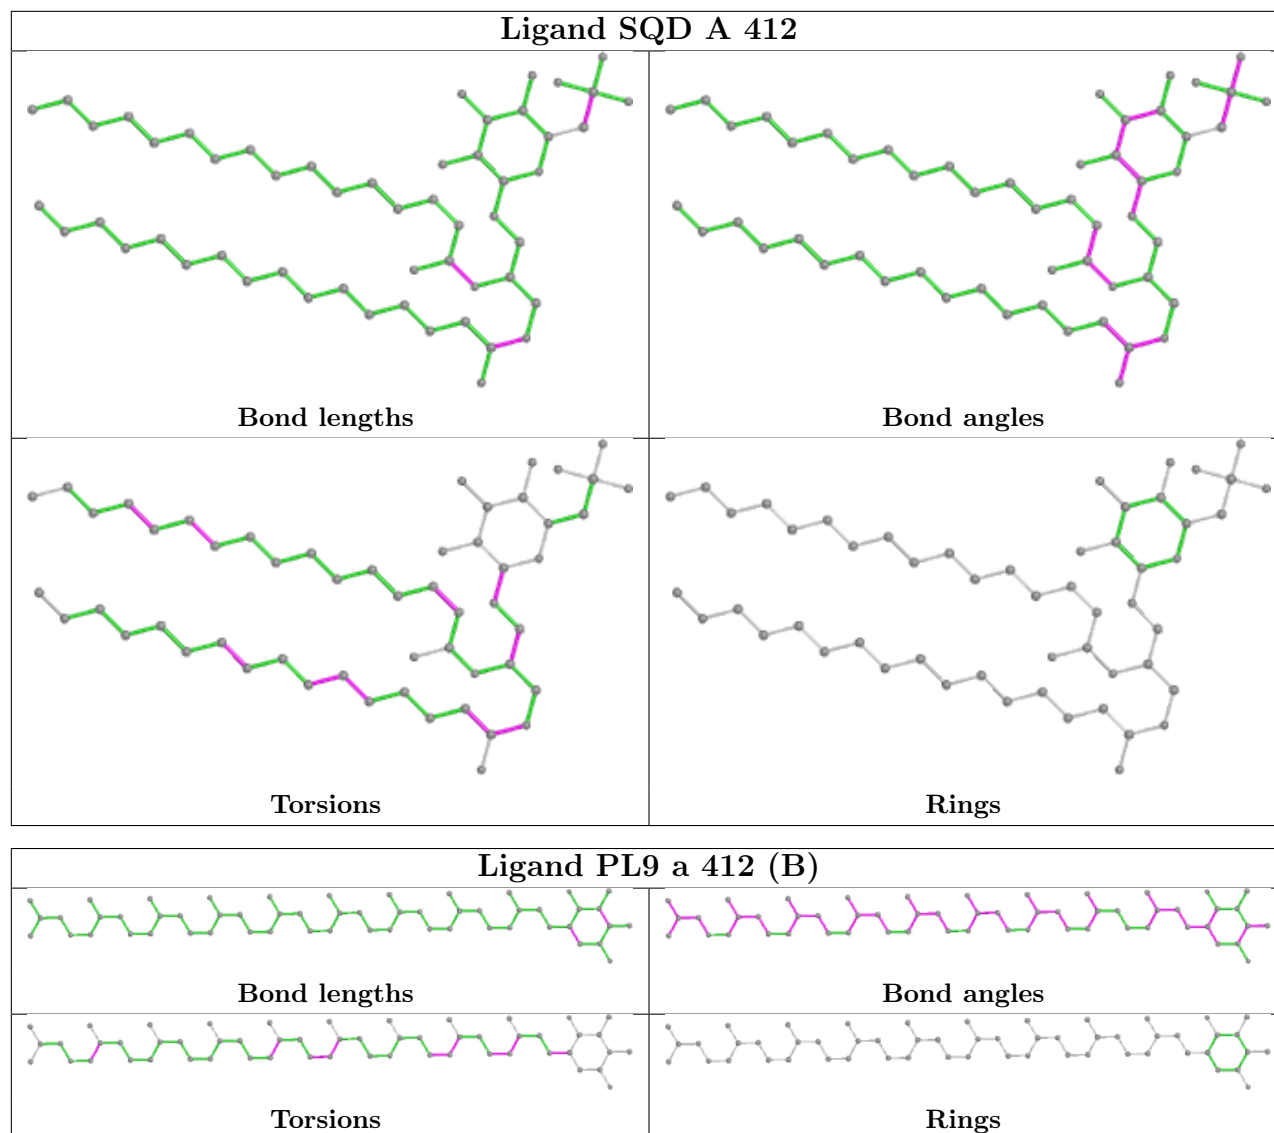 Ligand SQD A 412
Bond lengths
Bond angles
Torsions
Rings
Ligand PL9 a 412 (B)
Bond lengths
Bond angles
Torsions
Rings